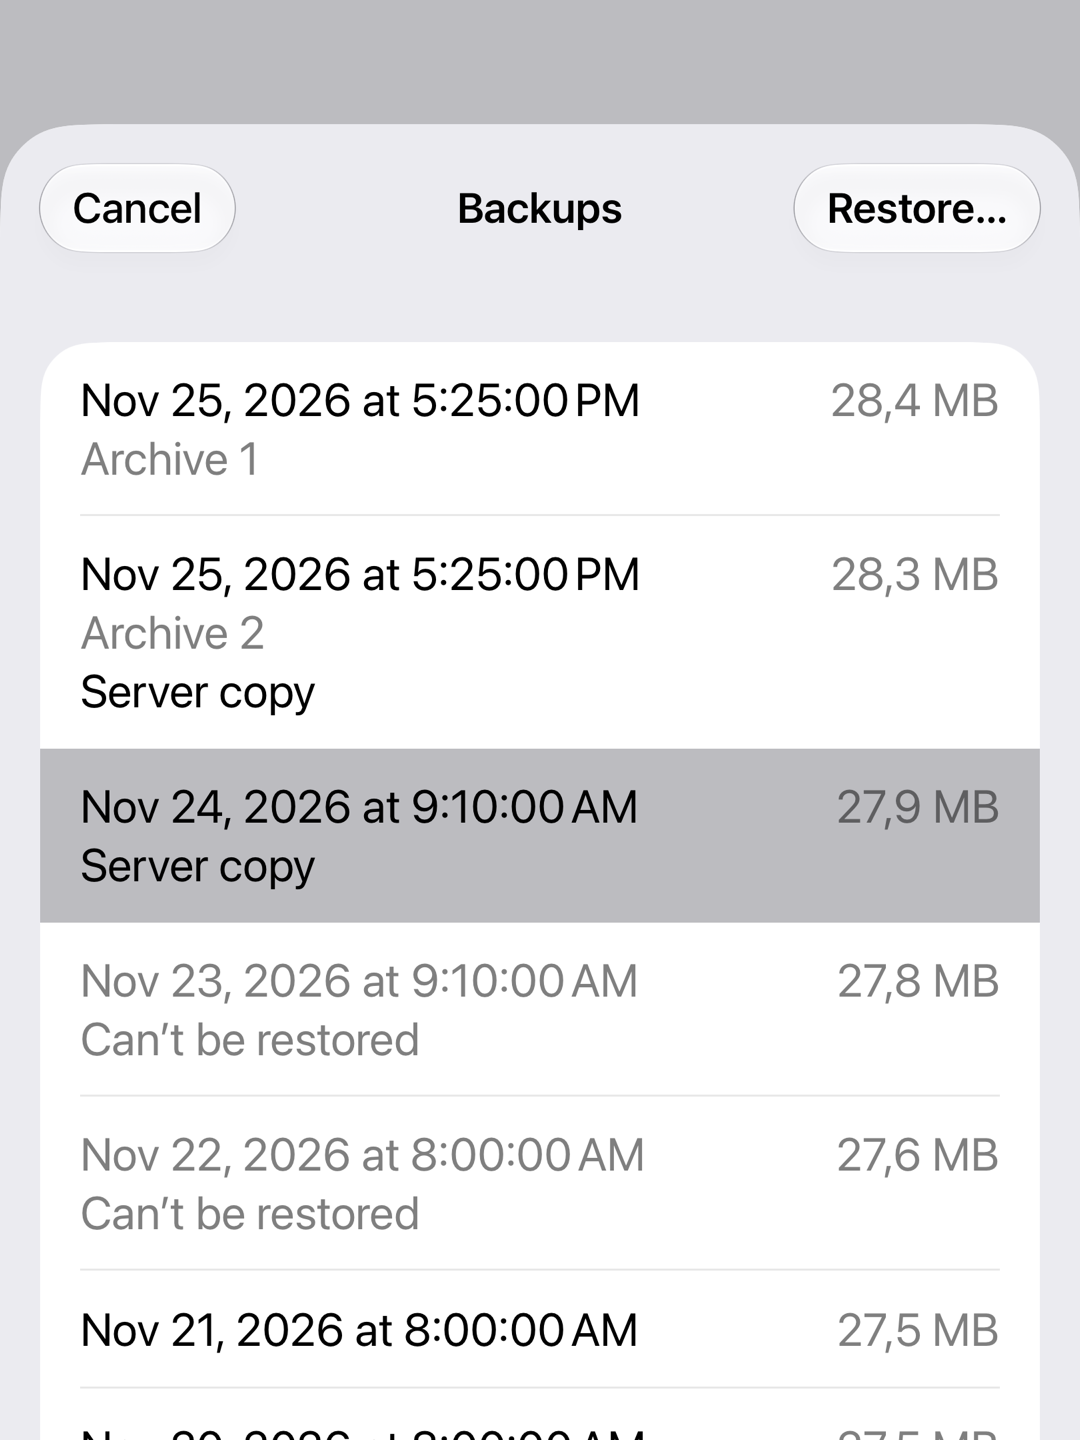 Cancel
Backups
Restore...
Nov 25, 2026 at 5:25:00 PM 28,4 MB
Archive 1
Nov 25, 2026 at 5:25:00 PM 28,3 MB
Archive 2
Server copy
Nov 24, 2026 at 9:10:00 AM 27,9 MB
Server copy
Nov 23, 2026 at 9:10:00 AM 27,8 MB
Can’t be restored
Nov 22, 2026 at 8:00:00 AM 27,6 MB
Can’t be restored
Nov 21, 2026 at 8:00:00 AM 27,5 MB